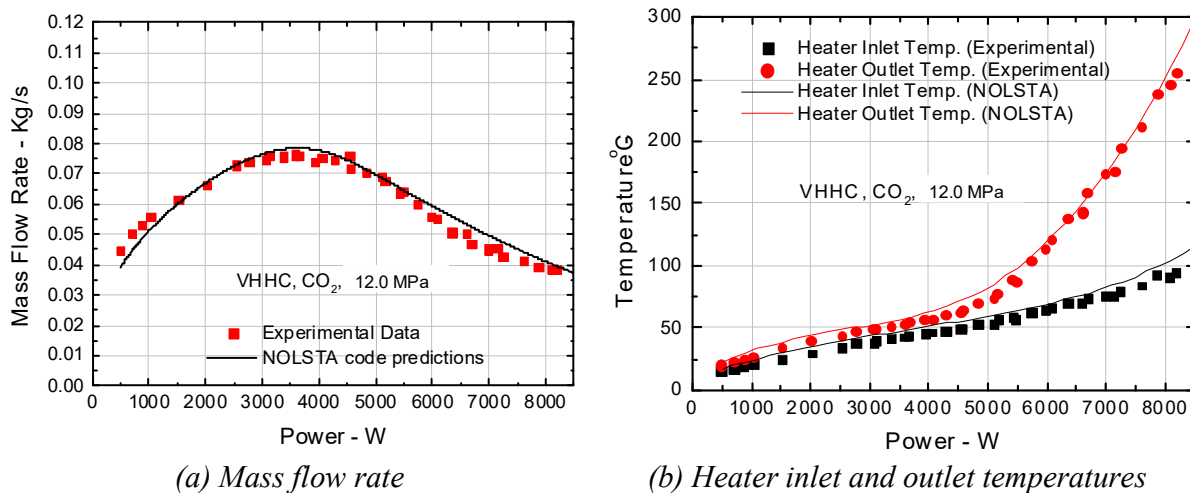 0.12
0.11
0.10
0.09
0.08
0.07
0.06
0.05
0.04
0.03
0.02
0.01
0.00
Mass Flow Rate - Kg/s
VHHC, CO2, 12.0 MPa
Experimental Data
NOLSTA code predictions
0 1000 2000 3000 4000 5000 6000 7000 8000
Power - W
(a) Mass flow rate
300
250
200
150
100
50
0
Temperature°G
Heater Inlet Temp. (Experimental)
Heater Outlet Temp. (Experimental)
Heater Inlet Temp. (NOLSTA)
Heater Outlet Temp. (NOLSTA)
VHHC, CO2, 12.0 MPa
0 1000 2000 3000 4000 5000 6000 7000 8000
Power - W
(b) Heater inlet and outlet temperatures